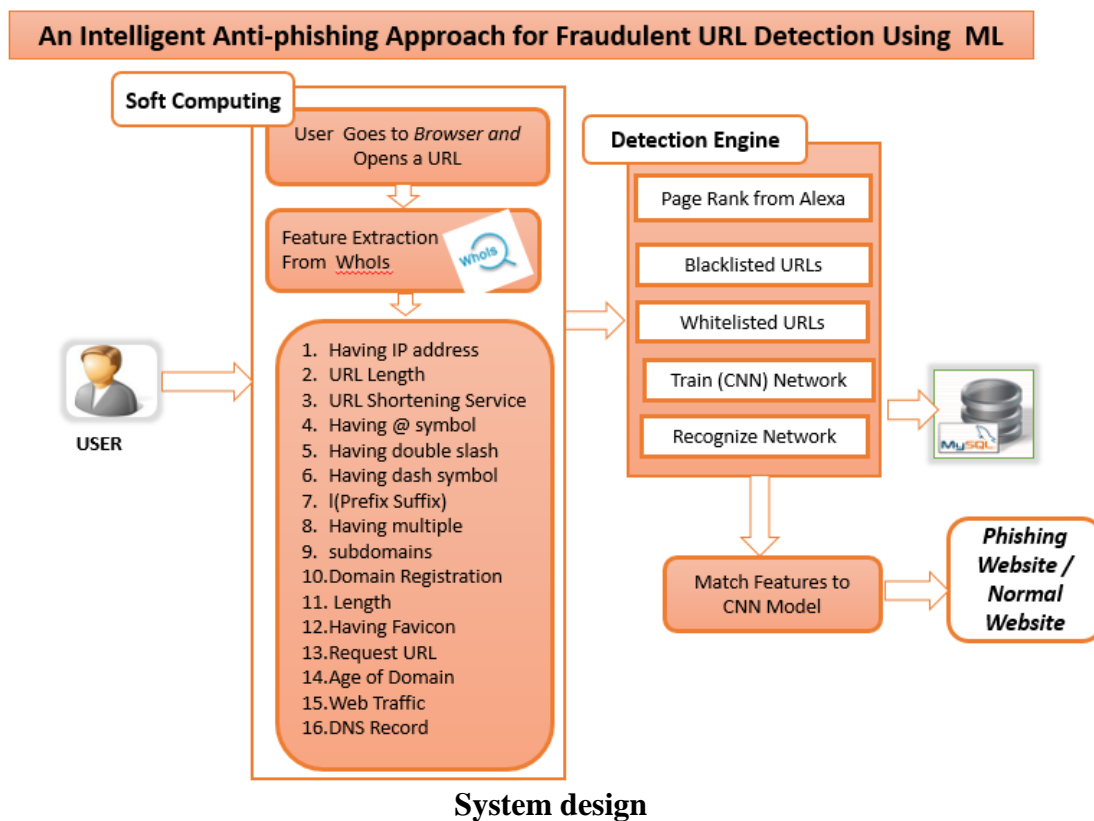 An Intelligent Anti-phishing Approach for Fraudulent URL Detection Using ML
Soft Computing
User Goes to Browser and
Opens a URL
Feature Extraction
From WhoIs
WhoIs
1. Having IP address
2. URL Length
3. URL Shortening Service
4. Having @ symbol
5. Having double slash
6. Having dash symbol
7. l(Prefix Suffix)
8. Having multiple
9. subdomains
10.Domain Registration
11. Length
12.Having Favicon
13.Request URL
14.Age of Domain
15.Web Traffic
16.DNS Record
USER
Detection Engine
Page Rank from Alexa
Blacklisted URLs
Whitelisted URLs
Train (CNN) Network
Recognize Network
MySQL
Match Features to
CNN Model
Phishing
Website /
Normal
Website
System design